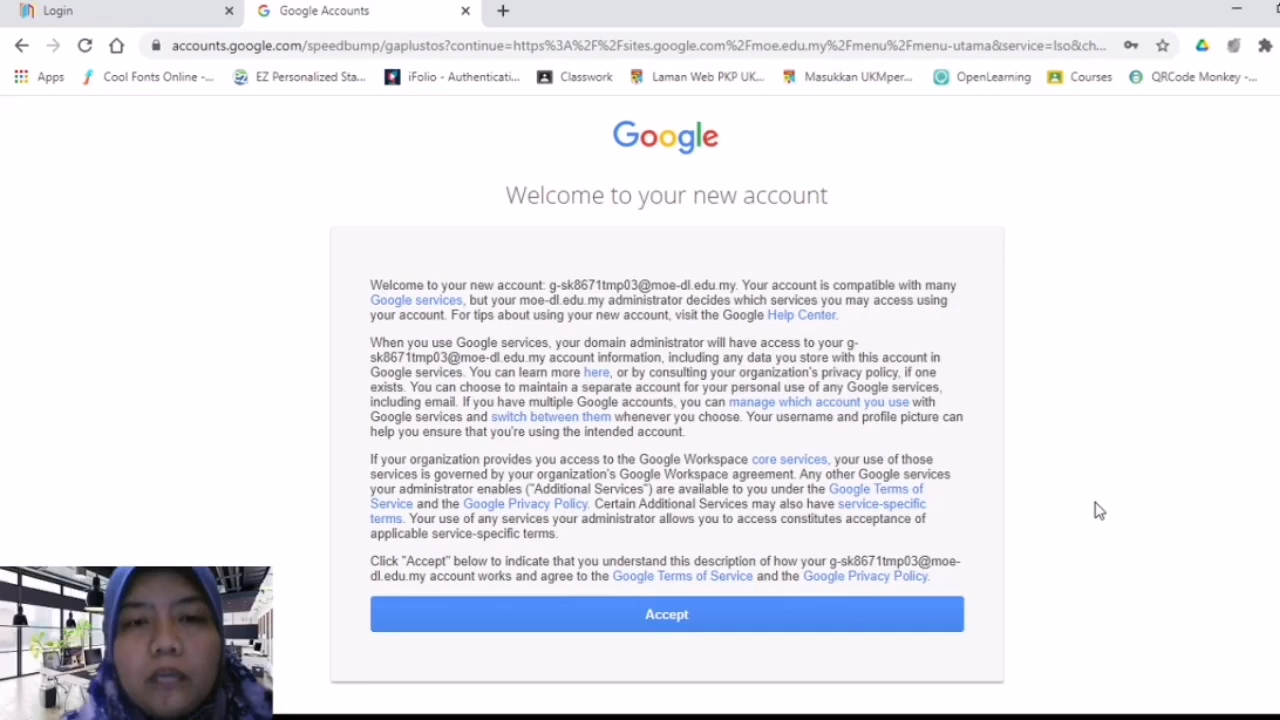 Login
Google Accounts
accounts.google.com/speedbump/gaplustos?continue=https%3A%2F%2Fsites.google.com%2Fmoe.edu.my%2Fmenu%2Fmenu-utama&service=lso&ch...
Apps
Cool Fonts Online -...
EZ Personalized Sta...
iFolio - Authenticati...
Classwork
Laman Web PKP UK...
Masukkan UKMper...
OpenLearning
Courses
QRCode Monkey -...
Google
Welcome to your new account
Welcome to your new account: g-sk8671tmp03@moe-dl.edu.my. Your account is compatible with many
Google services, but your moe-dl.edu.my administrator decides which services you may access using
your account. For tips about using your new account, visit the Google Help Center.
When you use Google services, your domain administrator will have access to your g-
sk8671tmp03@moe-dl.edu.my account information, including any data you store with this account in
Google services. You can learn more here, or by consulting your organization's privacy policy, if one
exists. You can choose to maintain a separate account for your personal use of any Google services,
including email. If you have multiple Google accounts, you can manage which account you use with
Google services and switch between them whenever you choose. Your username and profile picture can
help you ensure that you're using the intended account.
If your organization provides you access to the Google Workspace core services, your use of those
services is governed by your organization's Google Workspace agreement. Any other Google services
your administrator enables ("Additional Services") are available to you under the Google Terms of
Service and the Google Privacy Policy. Certain Additional Services may also have service-specific
terms. Your use of any services your administrator allows you to access constitutes acceptance of
applicable service-specific terms.
Click "Accept" below to indicate that you understand this description of how your g-sk8671tmp03@moe-
dl.edu.my account works and agree to the Google Terms of Service and the Google Privacy Policy.
Accept